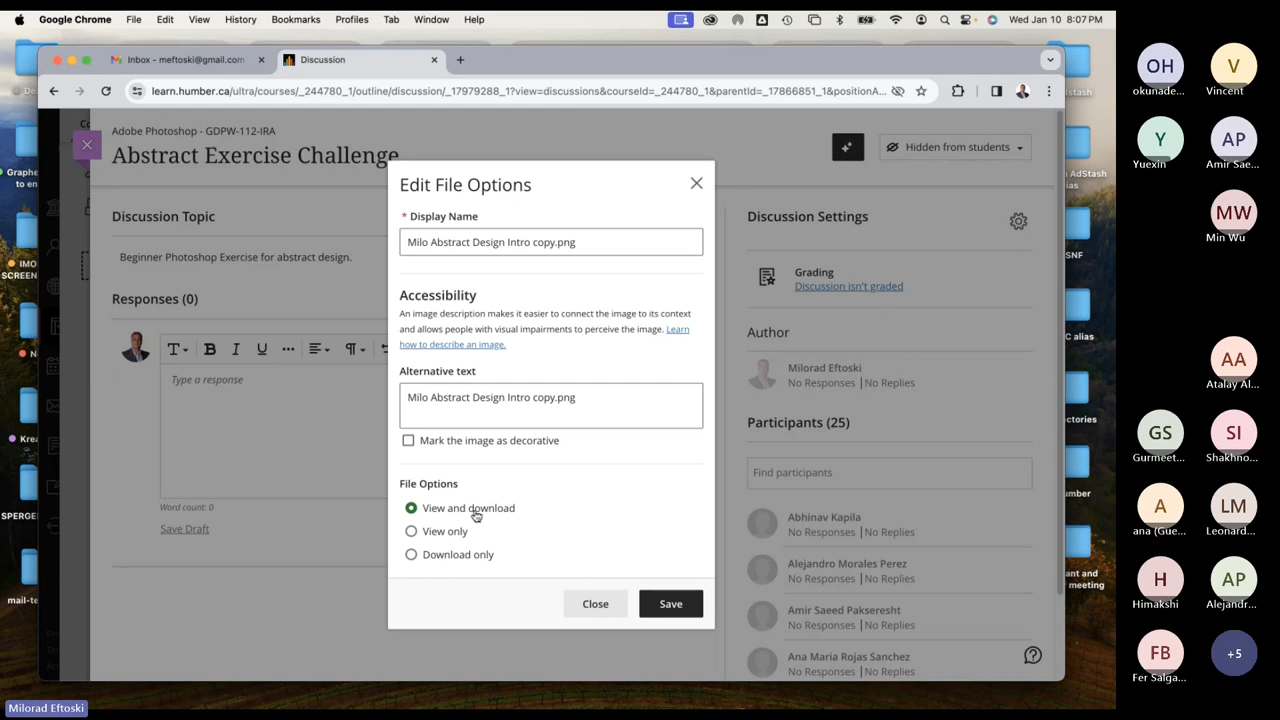 Google Chrome File Edit View History Bookmarks Profiles Tab Window Help Wed Jan 10 8:07 PM
Inbox - meftoski@gmail.com
Discussion
learn.humber.ca/ultra/courses/_244780_1/outline/discussion/_17979288_1?view=discussions&courseId=_244780_1&parentId=_17866851_1&positionA...
Adobe Photoshop - GDPW-112-IRA
Abstract Exercise Challenge
Hidden from students
Discussion Topic
Beginner Photoshop Exercise for abstract design.
Responses (0)
Type a response
Word count: 0
Save Draft
Edit File Options
* Display Name
Milo Abstract Design Intro copy.png
Accessibility
An image description makes it easier to connect the image to its context
and allows people with visual impairments to perceive the image. Learn
how to describe an image.
Alternative text
Milo Abstract Design Intro copy.png
Mark the image as decorative
File Options
View and download
View only
Download only
Close
Save
Discussion Settings
Grading
Discussion isn't graded
Author
Milorad Eftoski
No Responses | No Replies
Participants (25)
Find participants
Abhinav Kapila
No Responses | No Replies
Alejandro Morales Perez
No Responses | No Replies
Amir Saeed Pakseresht
No Responses | No Replies
Ana Maria Rojas Sanchez
No Responses | No Replies
OH
okunade...
V
Vincent
Y
Yuexin
AP
Amir Sae...
MW
Min Wu
AA
Atalay Al...
GS
Gurmeet...
SI
Shakhno...
A
ana (Gue...
LM
Leonard...
H
Himakshi
AP
Alejandr...
FB
Fer Salga...
+5
Milorad Eftoski